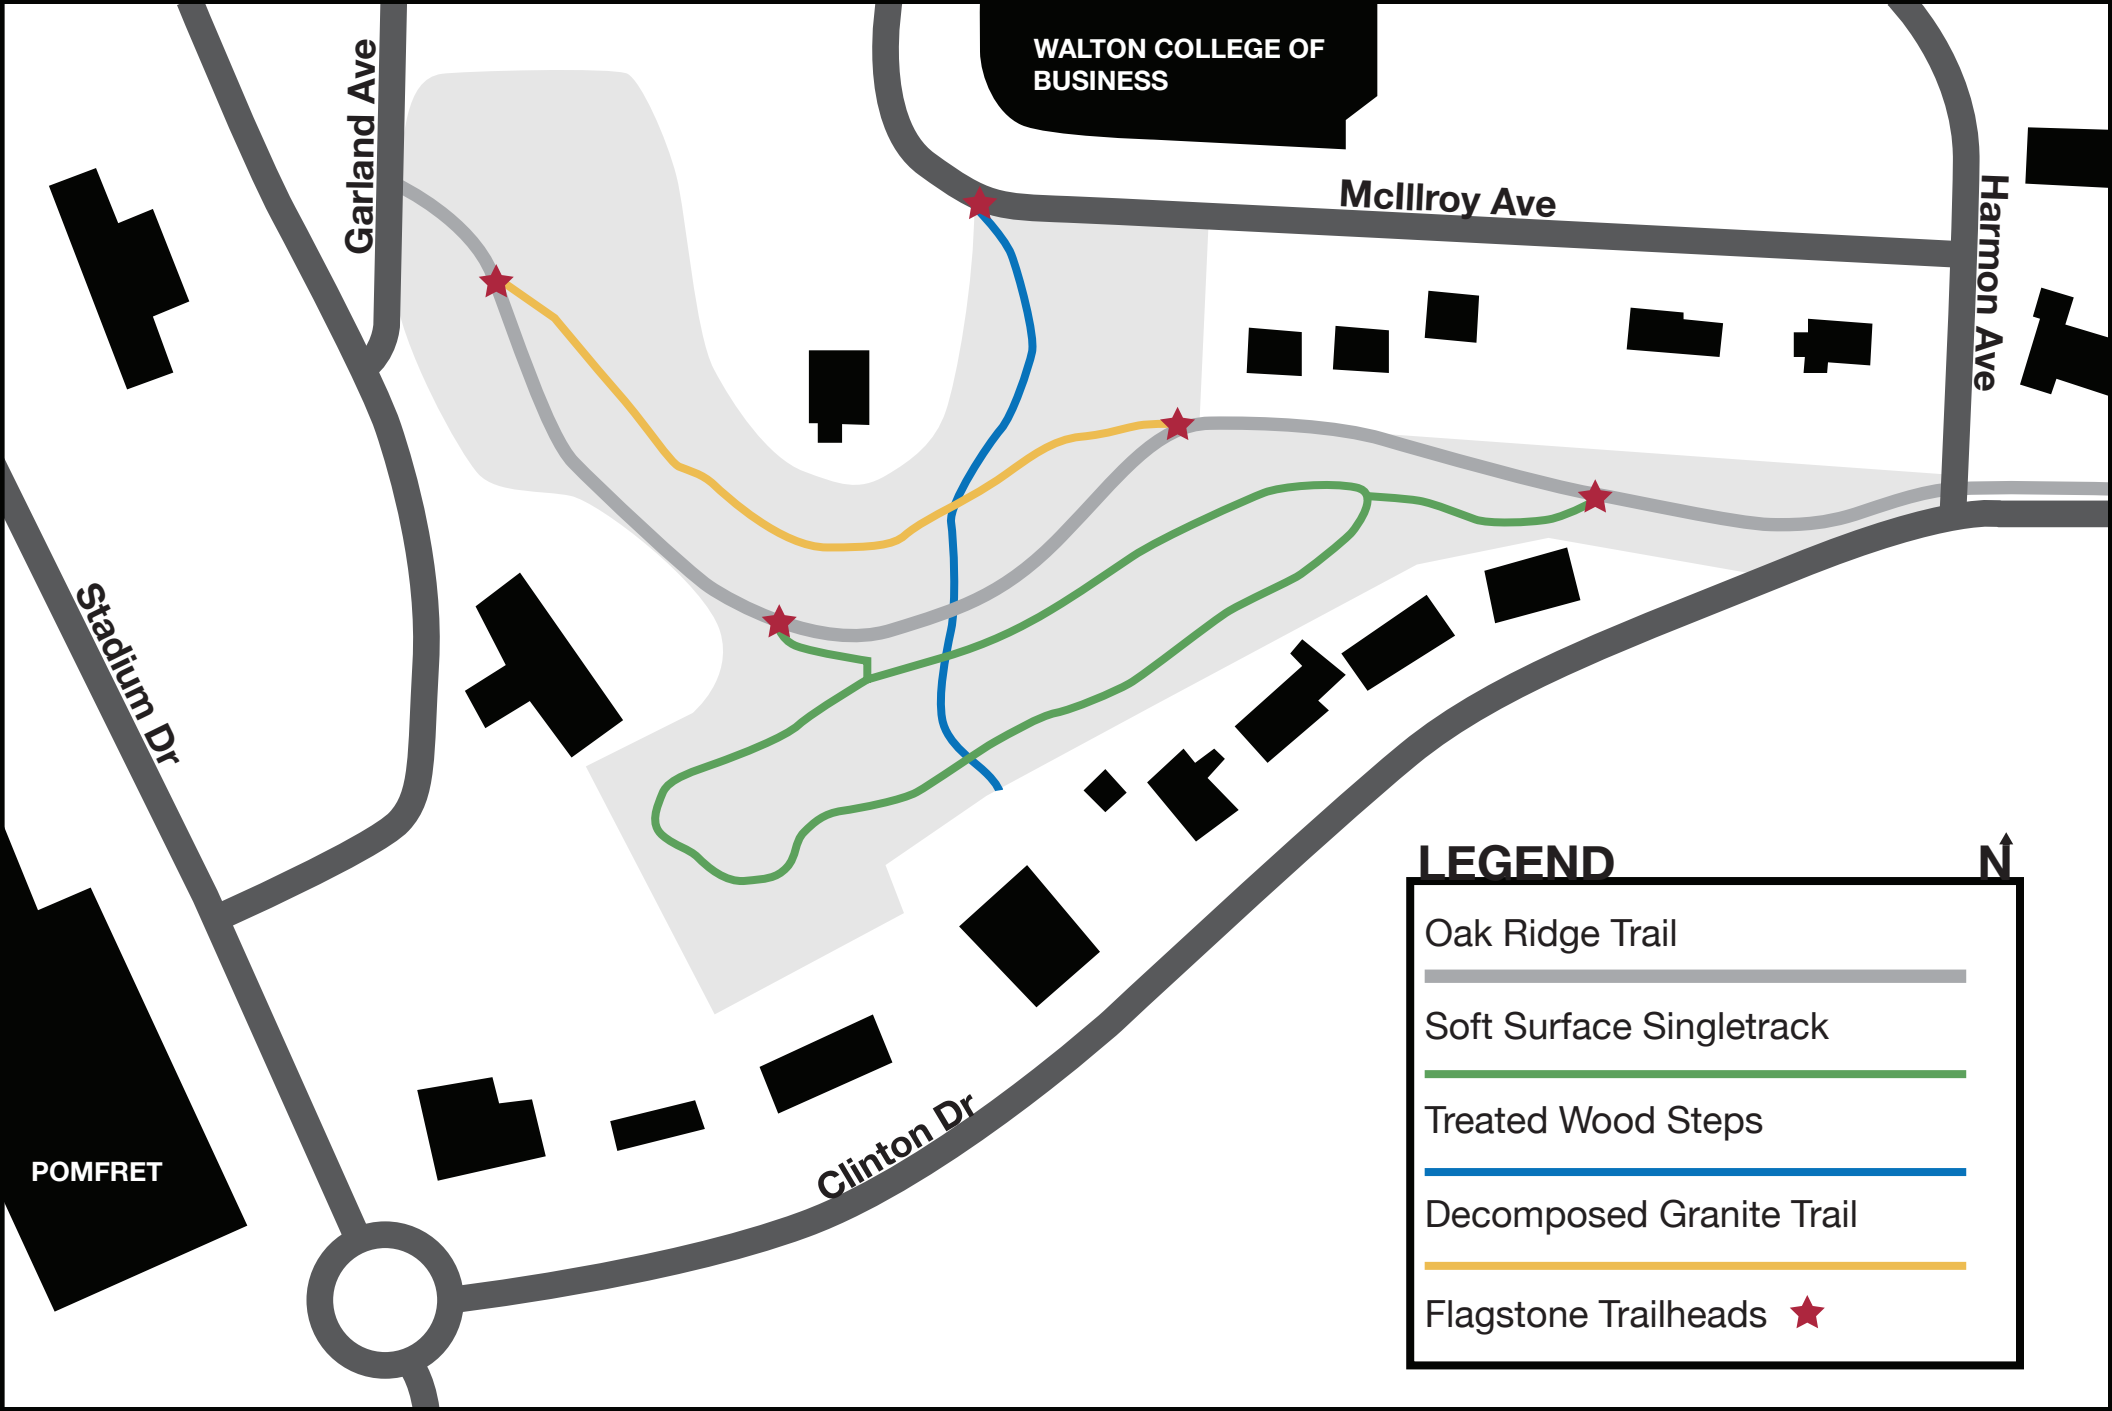 WALTON COLLEGE OF
BUSINESS
Garland Ave
McIllroy Ave
Harmon Ave
Stadium Dr
POMFRET
Clinton Dr
LEGEND
N
Oak Ridge Trail
Soft Surface Singletrack
Treated Wood Steps
Decomposed Granite Trail
Flagstone Trailheads